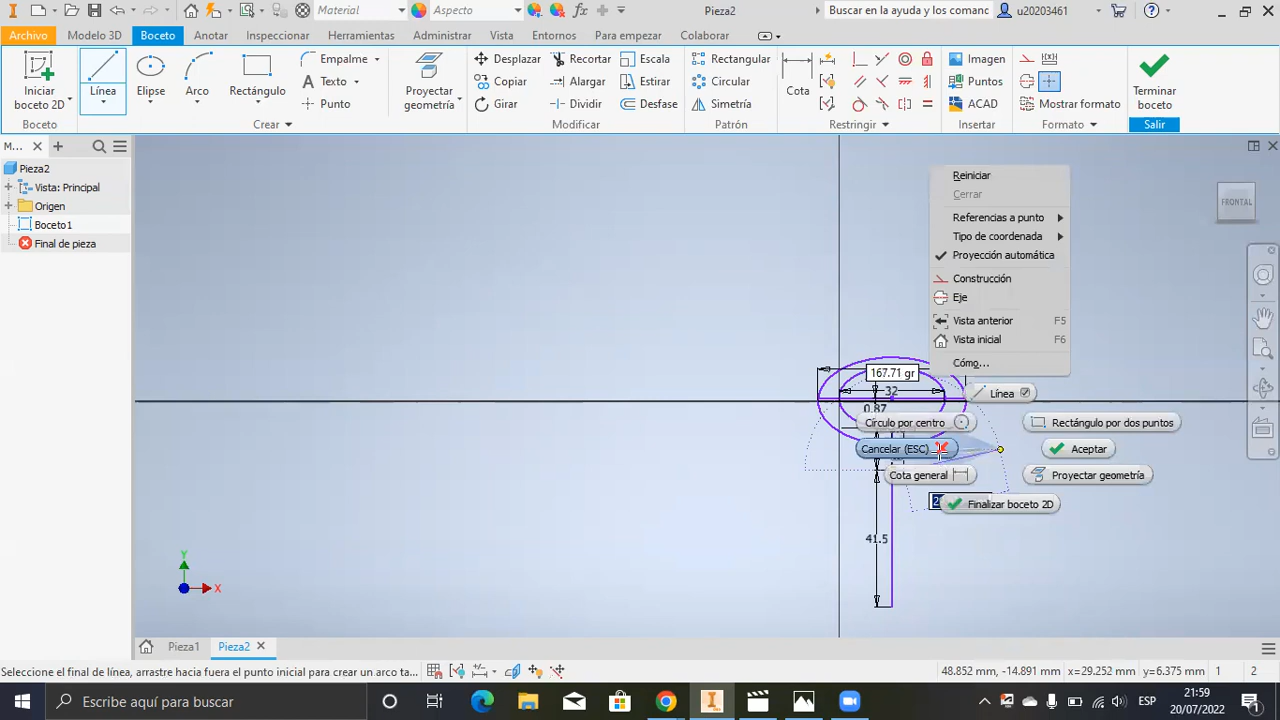 Material
Aspecto
Pieza2
Buscar en la ayuda y los comanc
u20203461
Archivo
Modelo 3D
Boceto
Anotar
Inspeccionar
Herramientas
Administrar
Vista
Entornos
Para empezar
Colaborar
Iniciar
boceto 2D
Línea
Elipse
Arco
Rectángulo
Empalme
Texto
Punto
Proyectar
geometría
Desplazar
Copiar
Girar
Recortar
Alargar
Dividir
Escala
Estirar
Desfase
Rectangular
Circular
Simetría
Cota
Imagen
Puntos
ACAD
Mostrar formato
Terminar
boceto
Boceto
Crear
Modificar
Patrón
Restringir
Insertar
Formato
Salir
M...
Pieza2
Vista: Principal
Origen
Boceto1
Final de pieza
FRONTAL
Reiniciar
Cerrar
Referencias a punto
Tipo de coordenada
Proyección automática
Construcción
Eje
Vista anterior F5
Vista inicial F6
Cómo...
167.71 gr
32
0.87
Línea
Círculo por centro
Rectángulo por dos puntos
Cancelar (ESC)
Aceptar
Cota general
Proyectar geometría
Finalizar boceto 2D
41.5
Y
X
Pieza1
Pieza2
Seleccione el final de línea, arrastre hacia fuera el punto inicial para crear un arco ta...
48.852 mm, -14.891 mm
x=29.252 mm
y=6.375 mm
1
2
Escribe aquí para buscar
ESP
21:59
20/07/2022
1